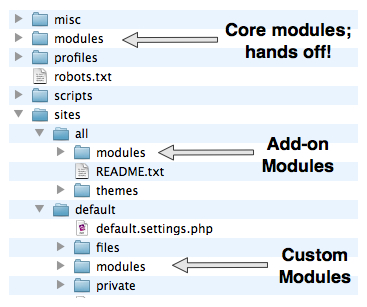 misc
modules
profiles
robots.txt
scripts
sites
all
modules
README.txt
themes
default
default.settings.php
files
modules
private
Core modules;
hands off!
Add-on
Modules
Custom
Modules